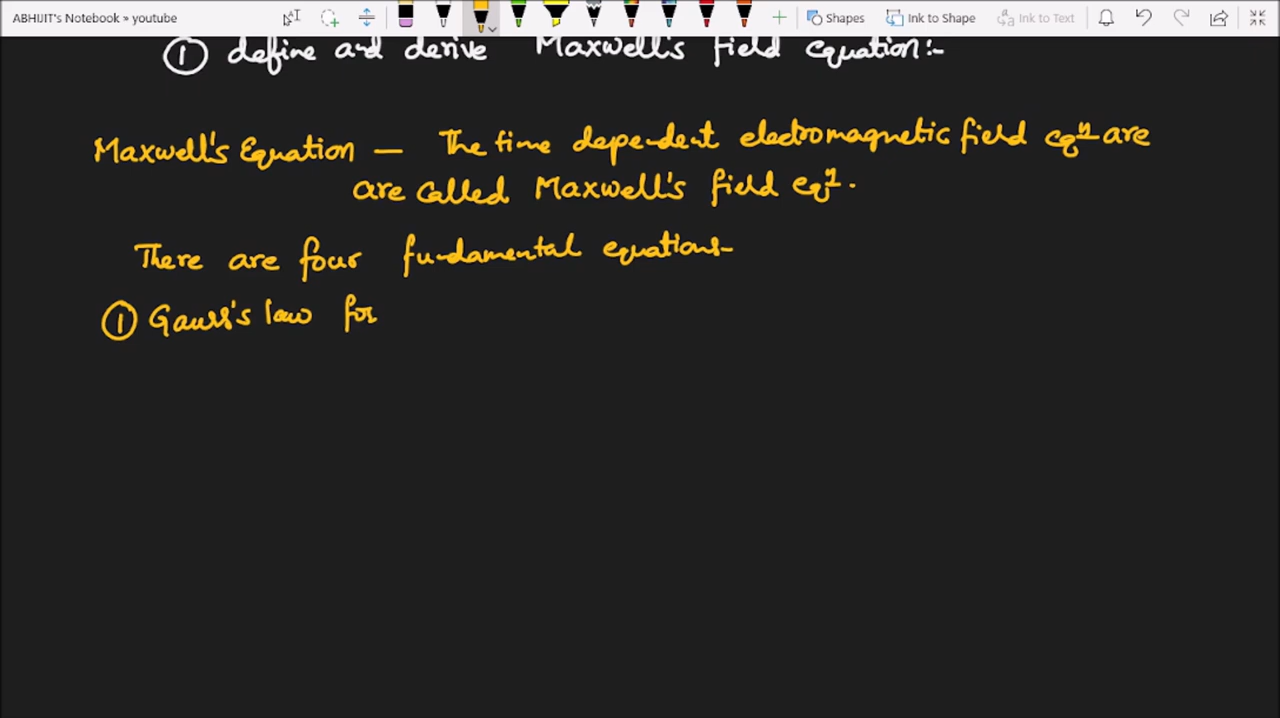 ABHIJIT's Notebook » youtube
Shapes
Ink to Shape
Ink to Text
① define and derive Maxwell's field equation:-
Maxwell's Equation — The time dependent electromagnetic field eqⁿ are
are called Maxwell's field eqⁿ.
There are four fundamental equations-
① Gauss's law for